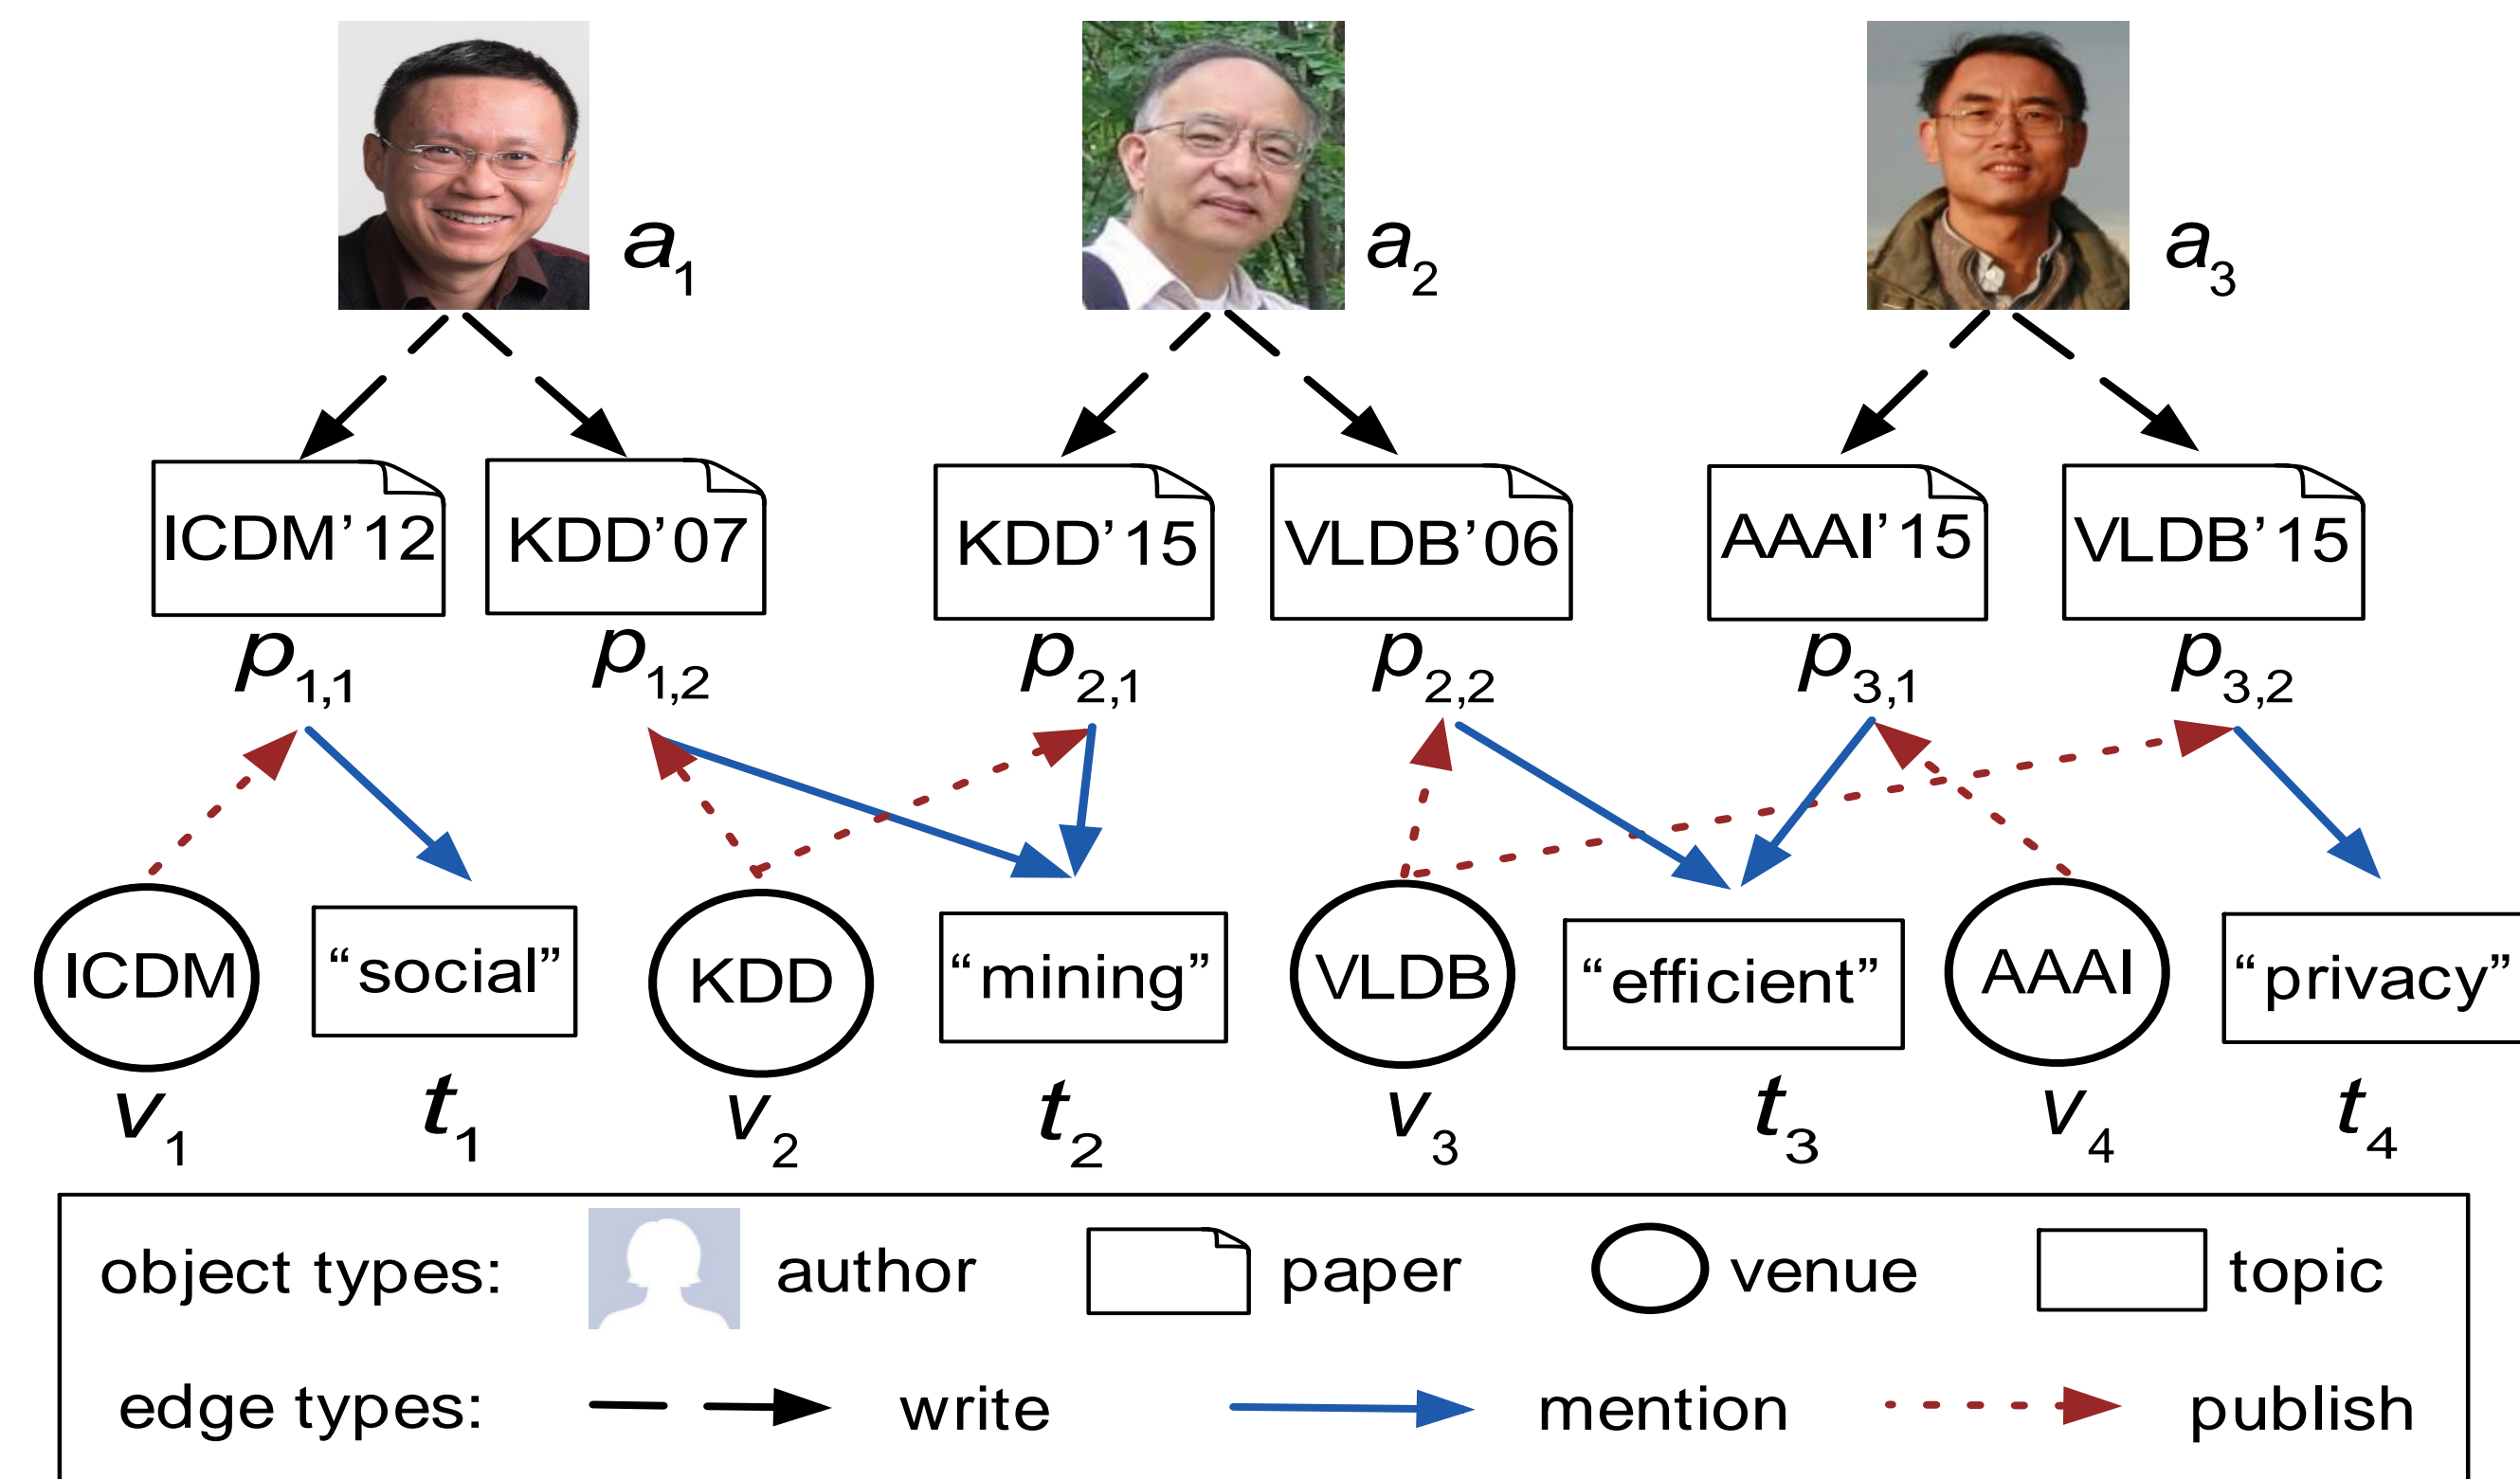 a1 a2 a3
ICDM’12 KDD’07 KDD’15 VLDB’06 AAAI’15 VLDB’15
p1,1 p1,2 p2,1 p2,2 p3,1 p3,2
ICDM “social” KDD “mining” VLDB “efficient” AAAI “privacy”
v1 t1 v2 t2 v3 t3 v4 t4
object types: author paper venue topic
edge types: write mention publish